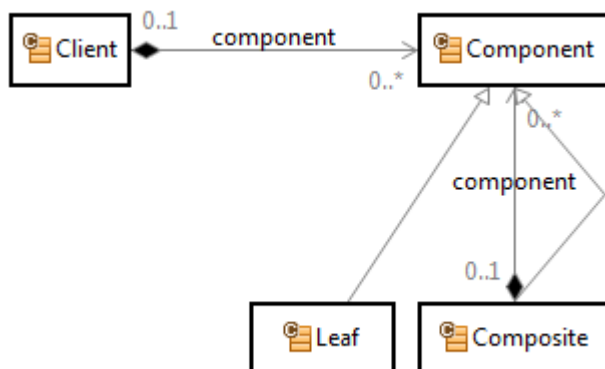 0..1
Client
component
Component
0..*
0..*
component
0..1
Leaf
Composite